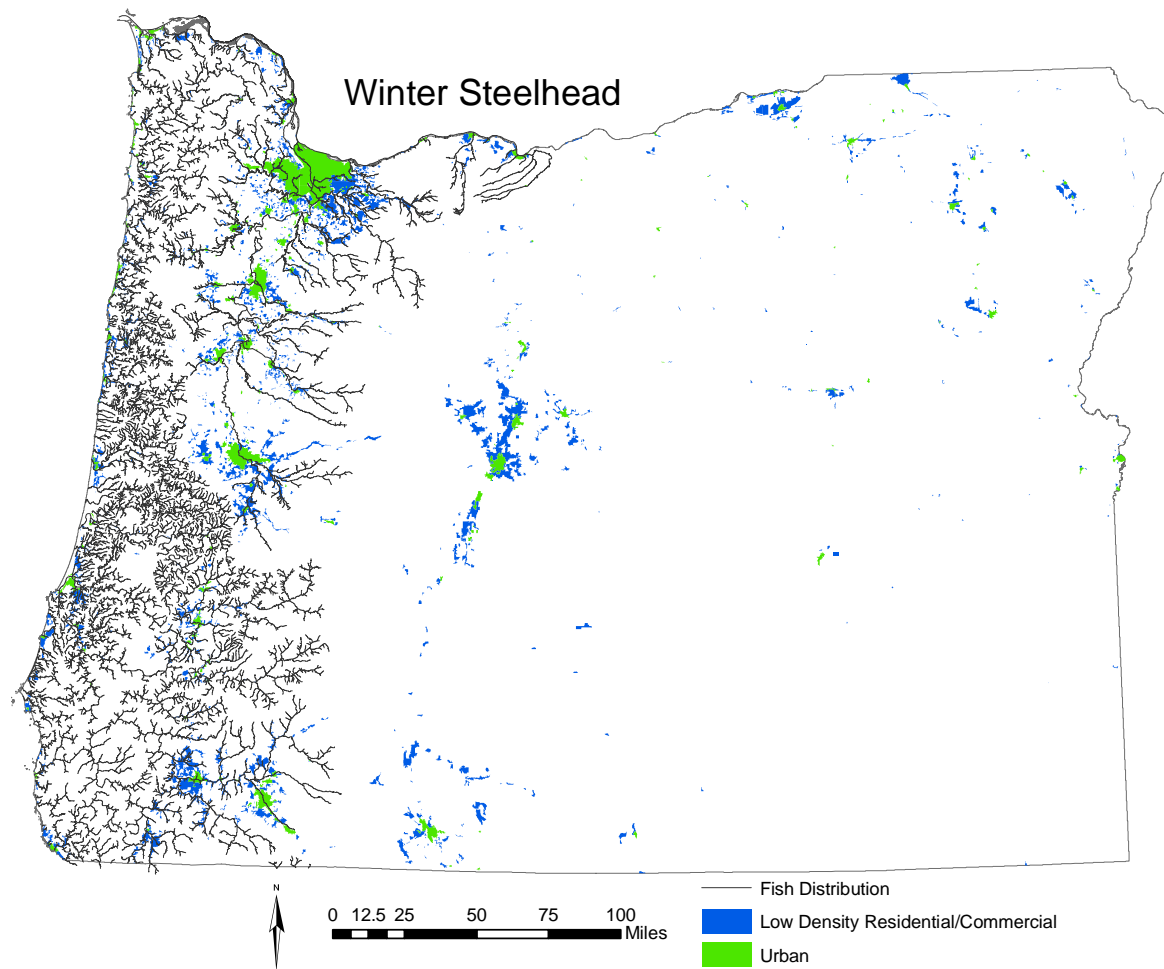 Winter Steelhead
N
0 12.5 25 50 75 100
Miles
Fish Distribution
Low Density Residential/Commercial
Urban